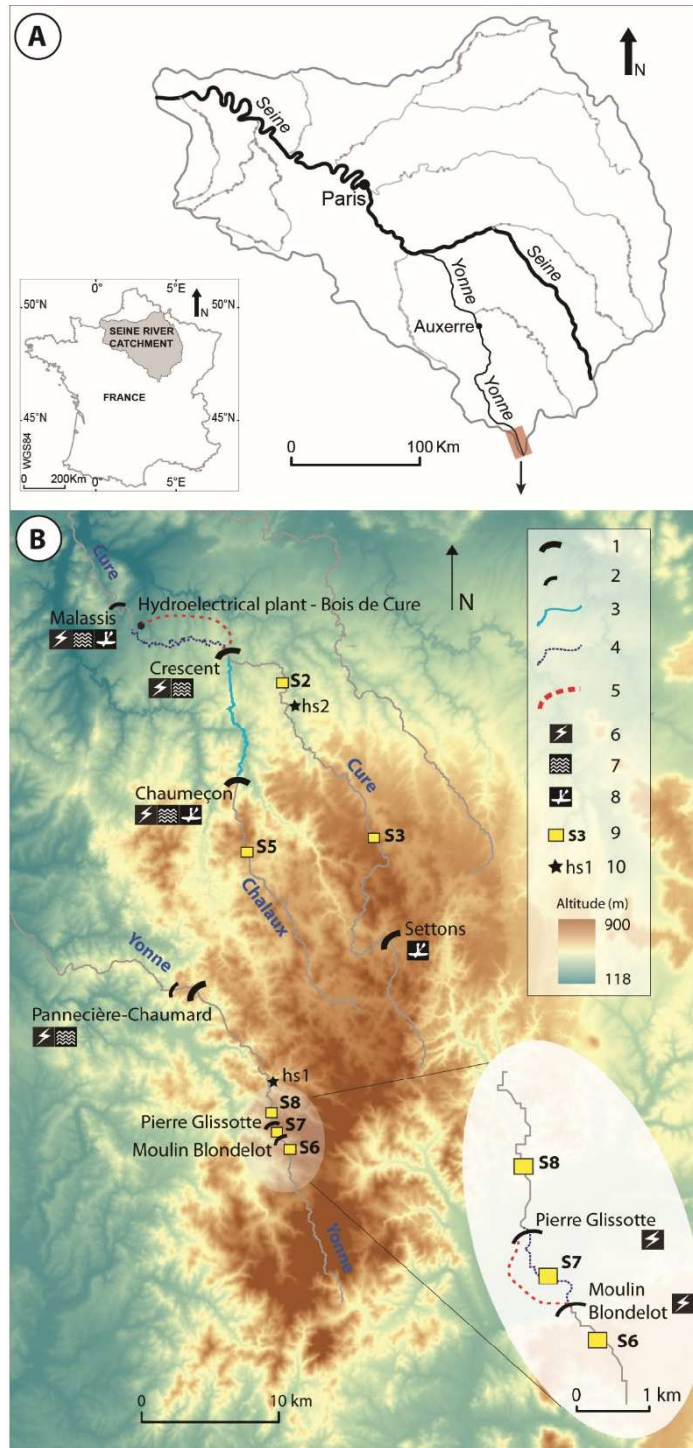 A
N
Seine
Paris
Seine
Yonne
Auxerre
Yonne
0 100 Km
0° 5°E
50°N 50°N
N
SEINE RIVER
CATCHMENT
FRANCE
45°N 45°N
WGS84
0 200Km
0° 5°E
B
N
Cure
Malassis
Hydroelectrical plant - Bois de Cure
Crescent
S2
hs2
Cure
Chaumeçon
S5
S3
Chalaux
Settons
Yonne
Pannecière-Chaumard
hs1
S8
Pierre Glissotte
S7
Moulin Blondelot
S6
Yonne
0 10 km
1
2
3
4
5
6
7
8
S3 9
hs1 10
Altitude (m)
900
118
S8
Pierre Glissotte
S7
Moulin
Blondelot
S6
0 1 km